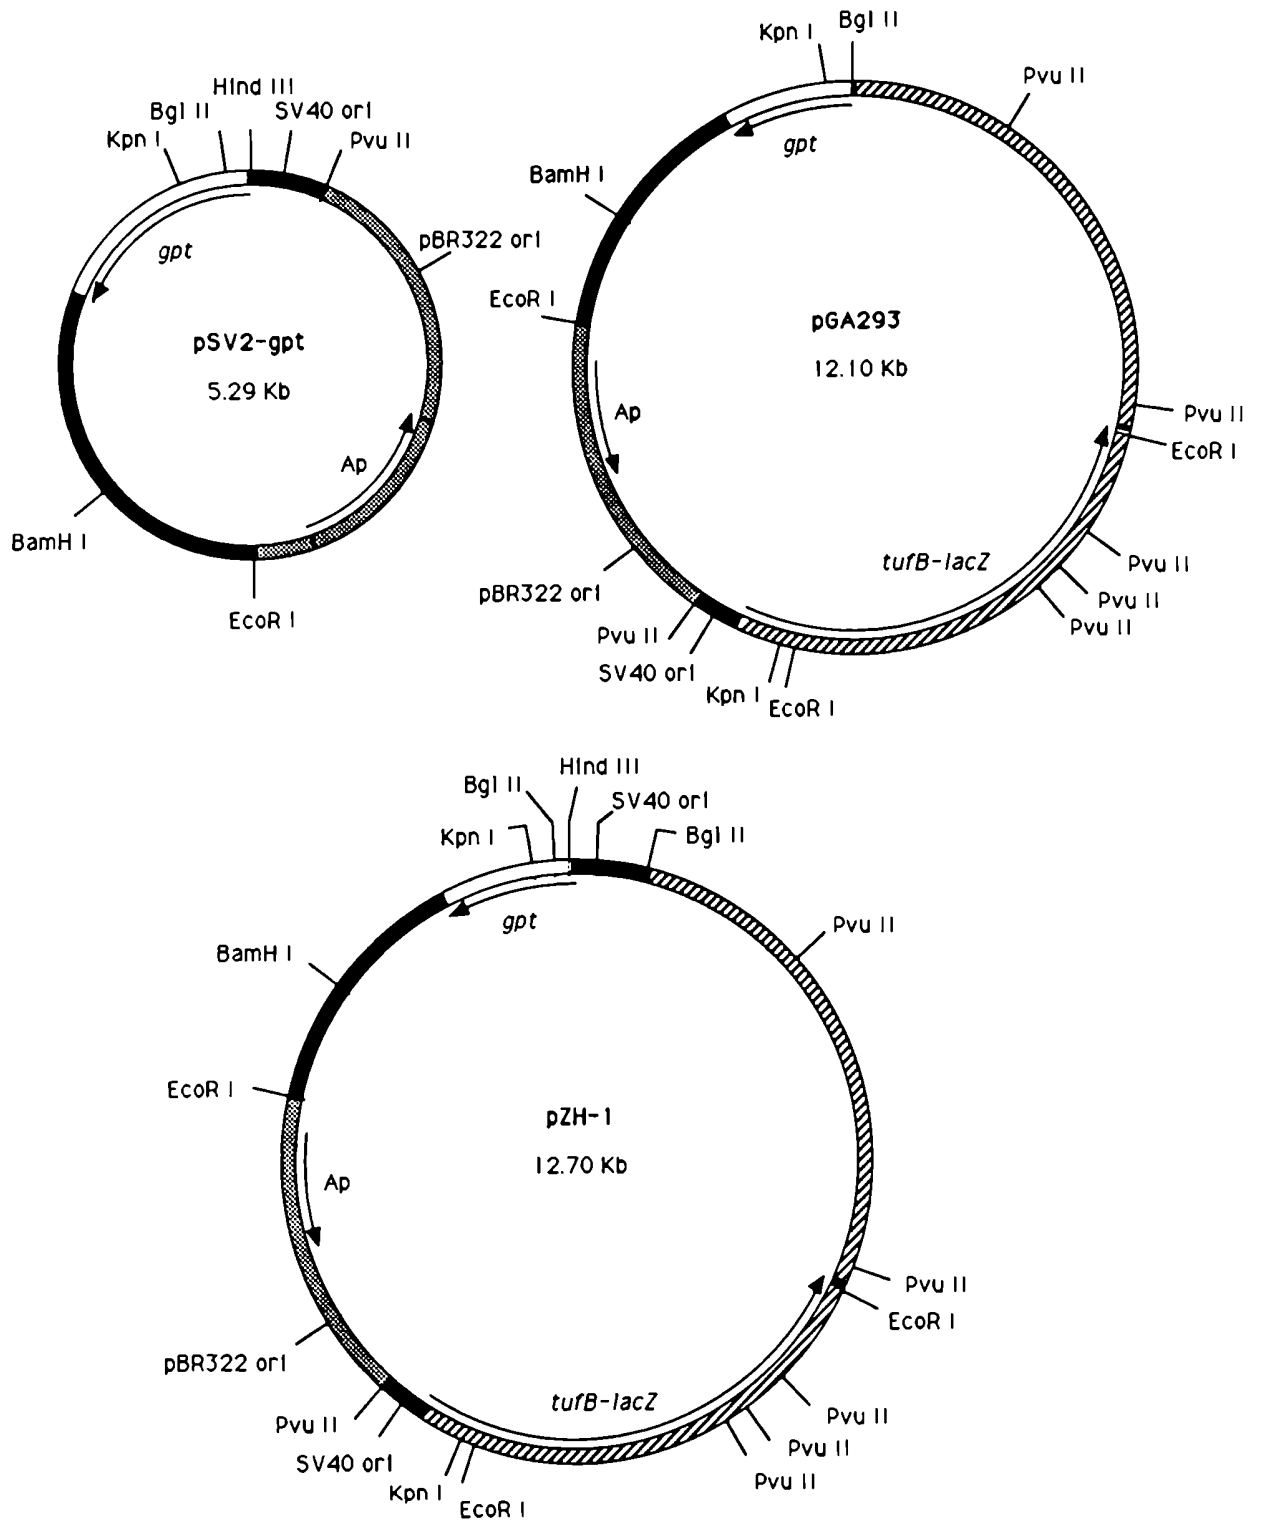 Hind III
Bgl II
SV40 ori
Kpn I
Pvu II
gpt
pBR322 ori
pSV2-gpt
5.29 Kb
Ap
BamH I
EcoR I
Bgl II
Kpn I
Pvu II
gpt
BamH I
EcoR I
pGA293
12.10 Kb
Ap
Pvu II
EcoR I
tufB-lacZ
Pvu II
pBR322 ori
Pvu II
Pvu II
Pvu II
SV40 ori
Kpn I
EcoR I
Hind III
Bgl II
SV40 ori
Kpn I
Bgl II
gpt
Pvu II
BamH I
EcoR I
pZH-1
12.70 Kb
Ap
Pvu II
EcoR I
pBR322 ori
tufB-lacZ
Pvu II
Pvu II
Pvu II
SV40 ori
Pvu II
Kpn I
EcoR I